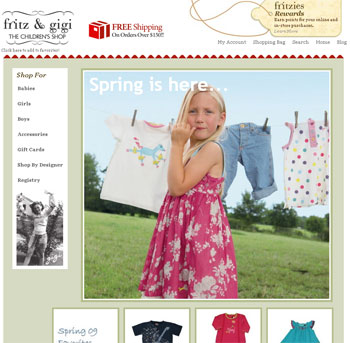 fritz & gigi
THE CHILDREN'S SHOP
Click here to add to favorites!
FREE Shipping
On Orders Over $150!!
fritzies
Rewards
Earn points for your online and
in-store purchases.
Learn More
My Account Shopping Bag Search Home Blog
Shop For
Babies
Girls
Boys
Accessories
Gift Cards
Shop By Designer
Registry
Spring is here...
Spring 09